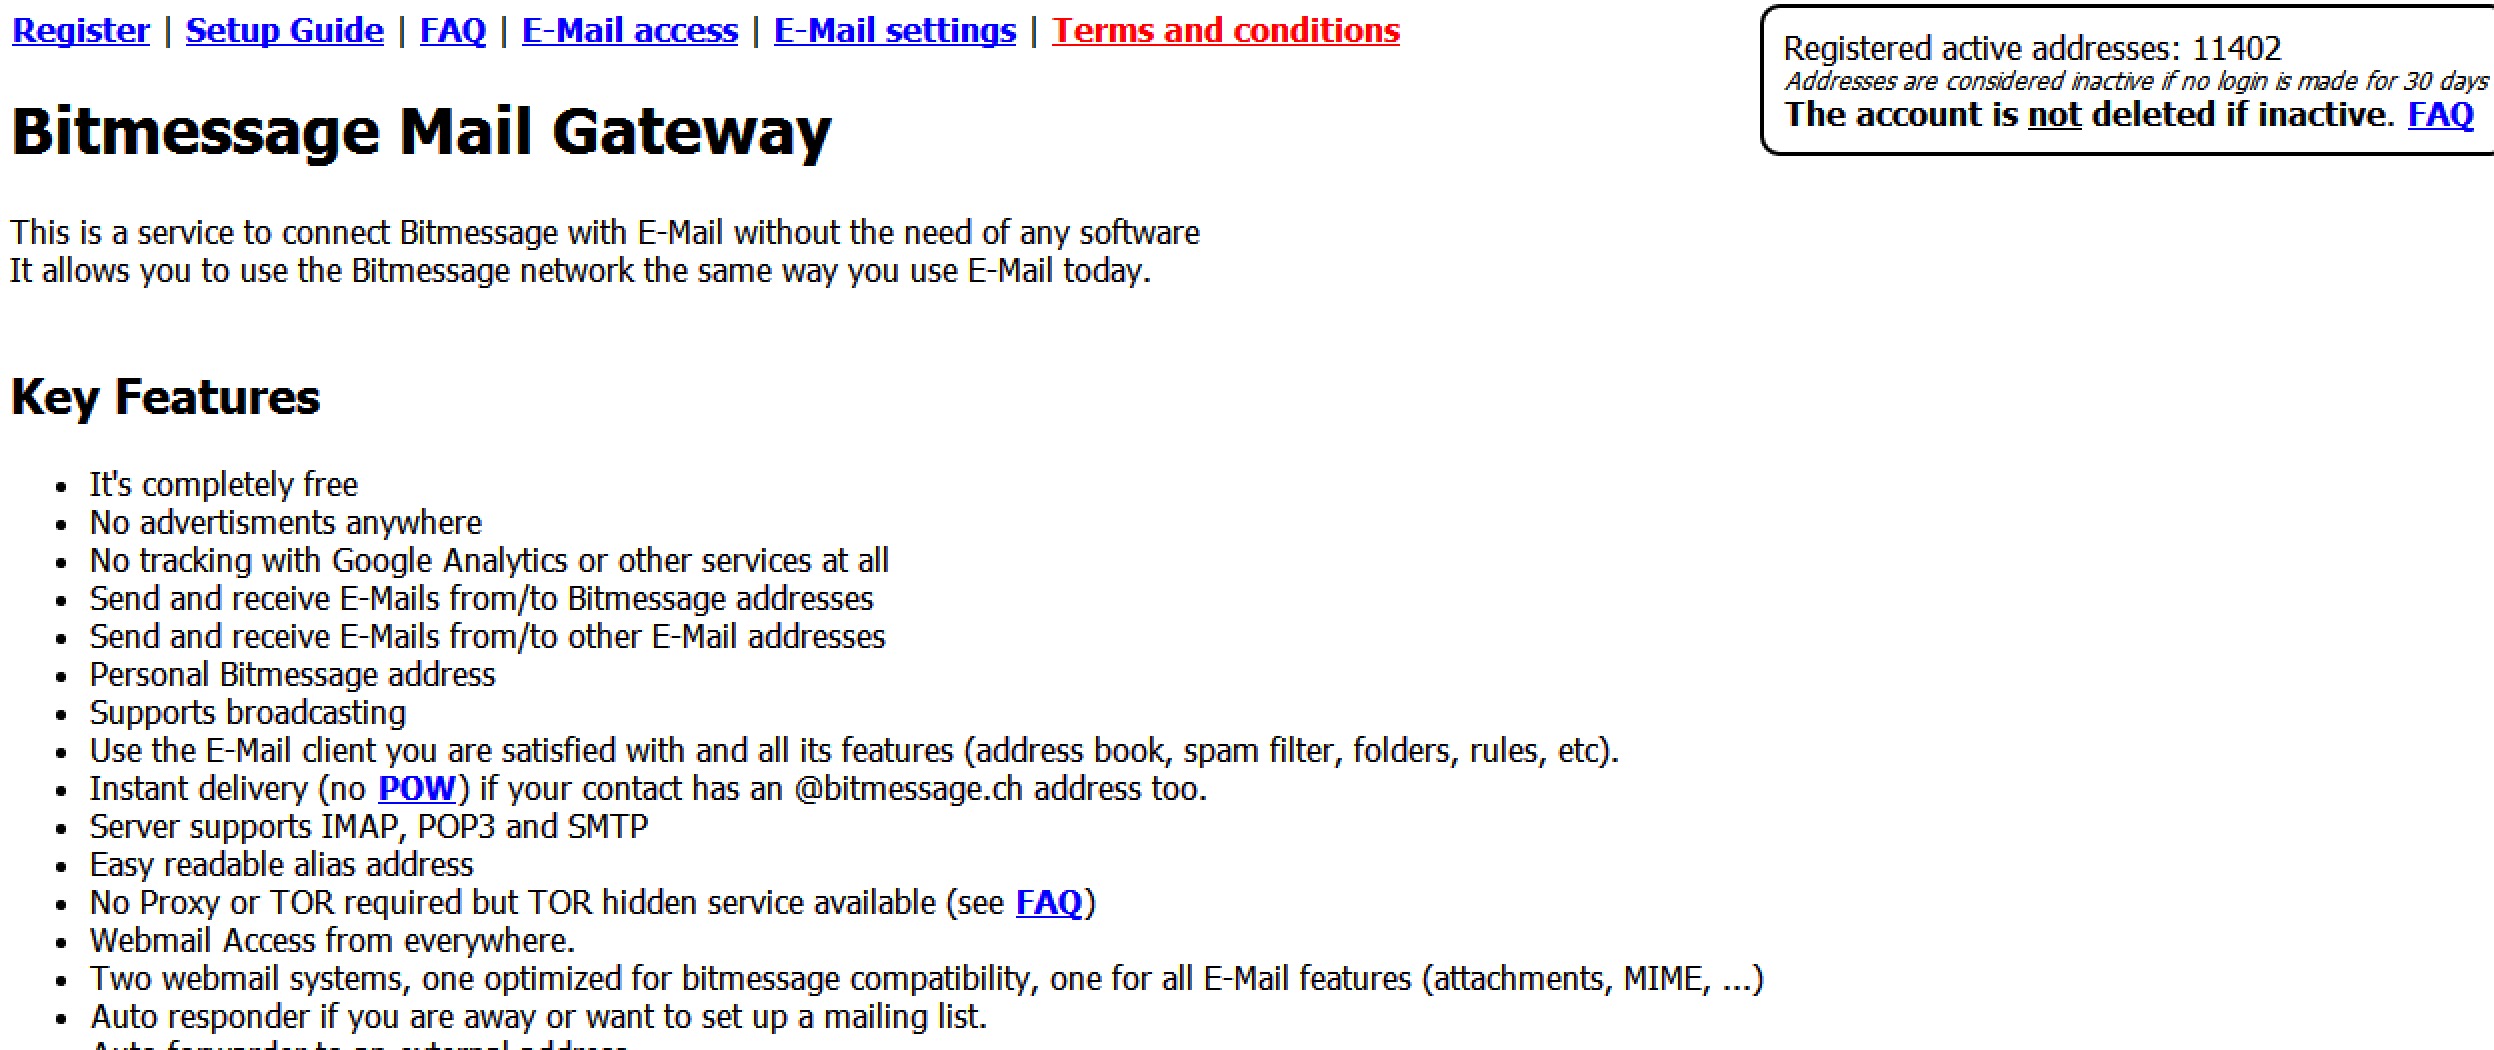 Register | Setup Guide | FAQ | E-Mail access | E-Mail settings | Terms and conditions
Registered active addresses: 11402
Addresses are considered inactive if no login is made for 30 days
The account is not deleted if inactive. FAQ
Bitmessage Mail Gateway
This is a service to connect Bitmessage with E-Mail without the need of any software
It allows you to use the Bitmessage network the same way you use E-Mail today.
Key Features
• It's completely free
• No advertisments anywhere
• No tracking with Google Analytics or other services at all
• Send and receive E-Mails from/to Bitmessage addresses
• Send and receive E-Mails from/to other E-Mail addresses
• Personal Bitmessage address
• Supports broadcasting
• Use the E-Mail client you are satisfied with and all its features (address book, spam filter, folders, rules, etc).
• Instant delivery (no POW) if your contact has an @bitmessage.ch address too.
• Server supports IMAP, POP3 and SMTP
• Easy readable alias address
• No Proxy or TOR required but TOR hidden service available (see FAQ)
• Webmail Access from everywhere.
• Two webmail systems, one optimized for bitmessage compatibility, one for all E-Mail features (attachments, MIME, ...)
• Auto responder if you are away or want to set up a mailing list.
Auto forwarder to an external address